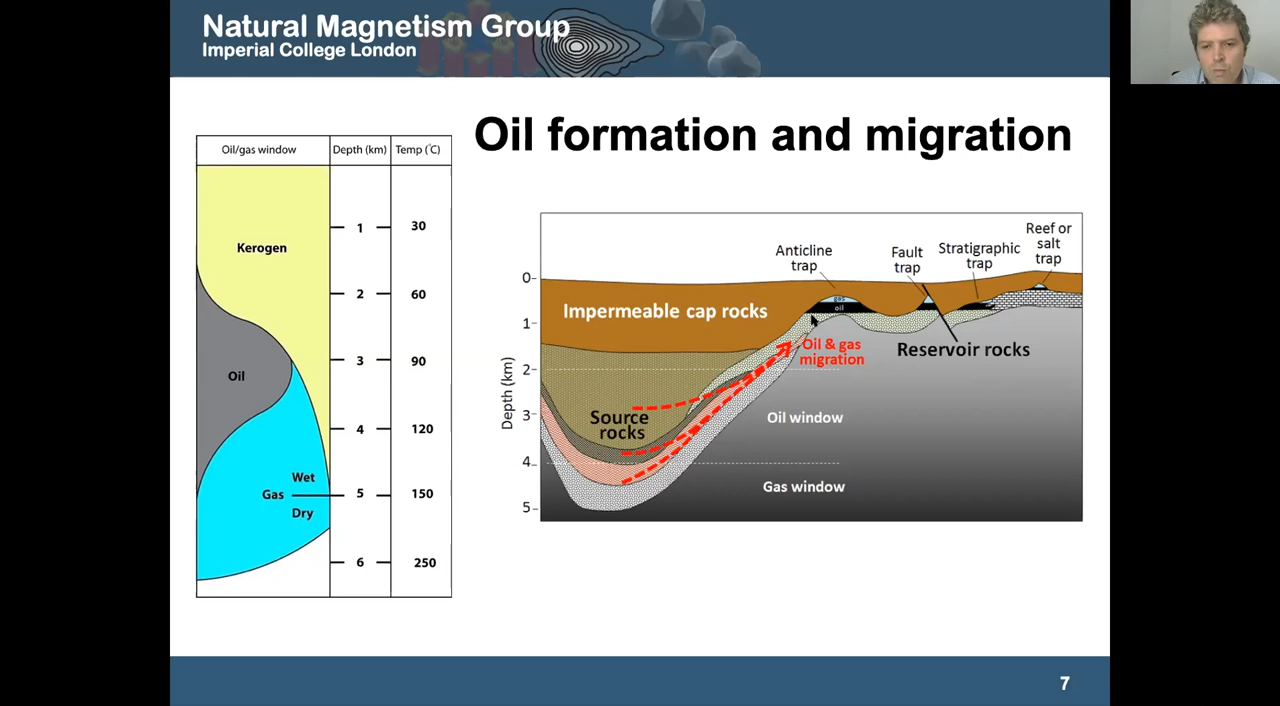 Natural Magnetism Group
Imperial College London
Oil formation and migration
Oil/gas window Depth (km) Temp (°C)
Kerogen
1 30
2 60
3 90
Oil
4 120
Wet
Gas 5 150
Dry
6 250
Anticline
trap
Fault
trap
Stratigraphic
trap
Reef or
salt
trap
Depth (km)
0
1
2
3
4
5
gas
oil
Impermeable cap rocks
Oil & gas
migration
Reservoir rocks
Source
rocks
Oil window
Gas window
7